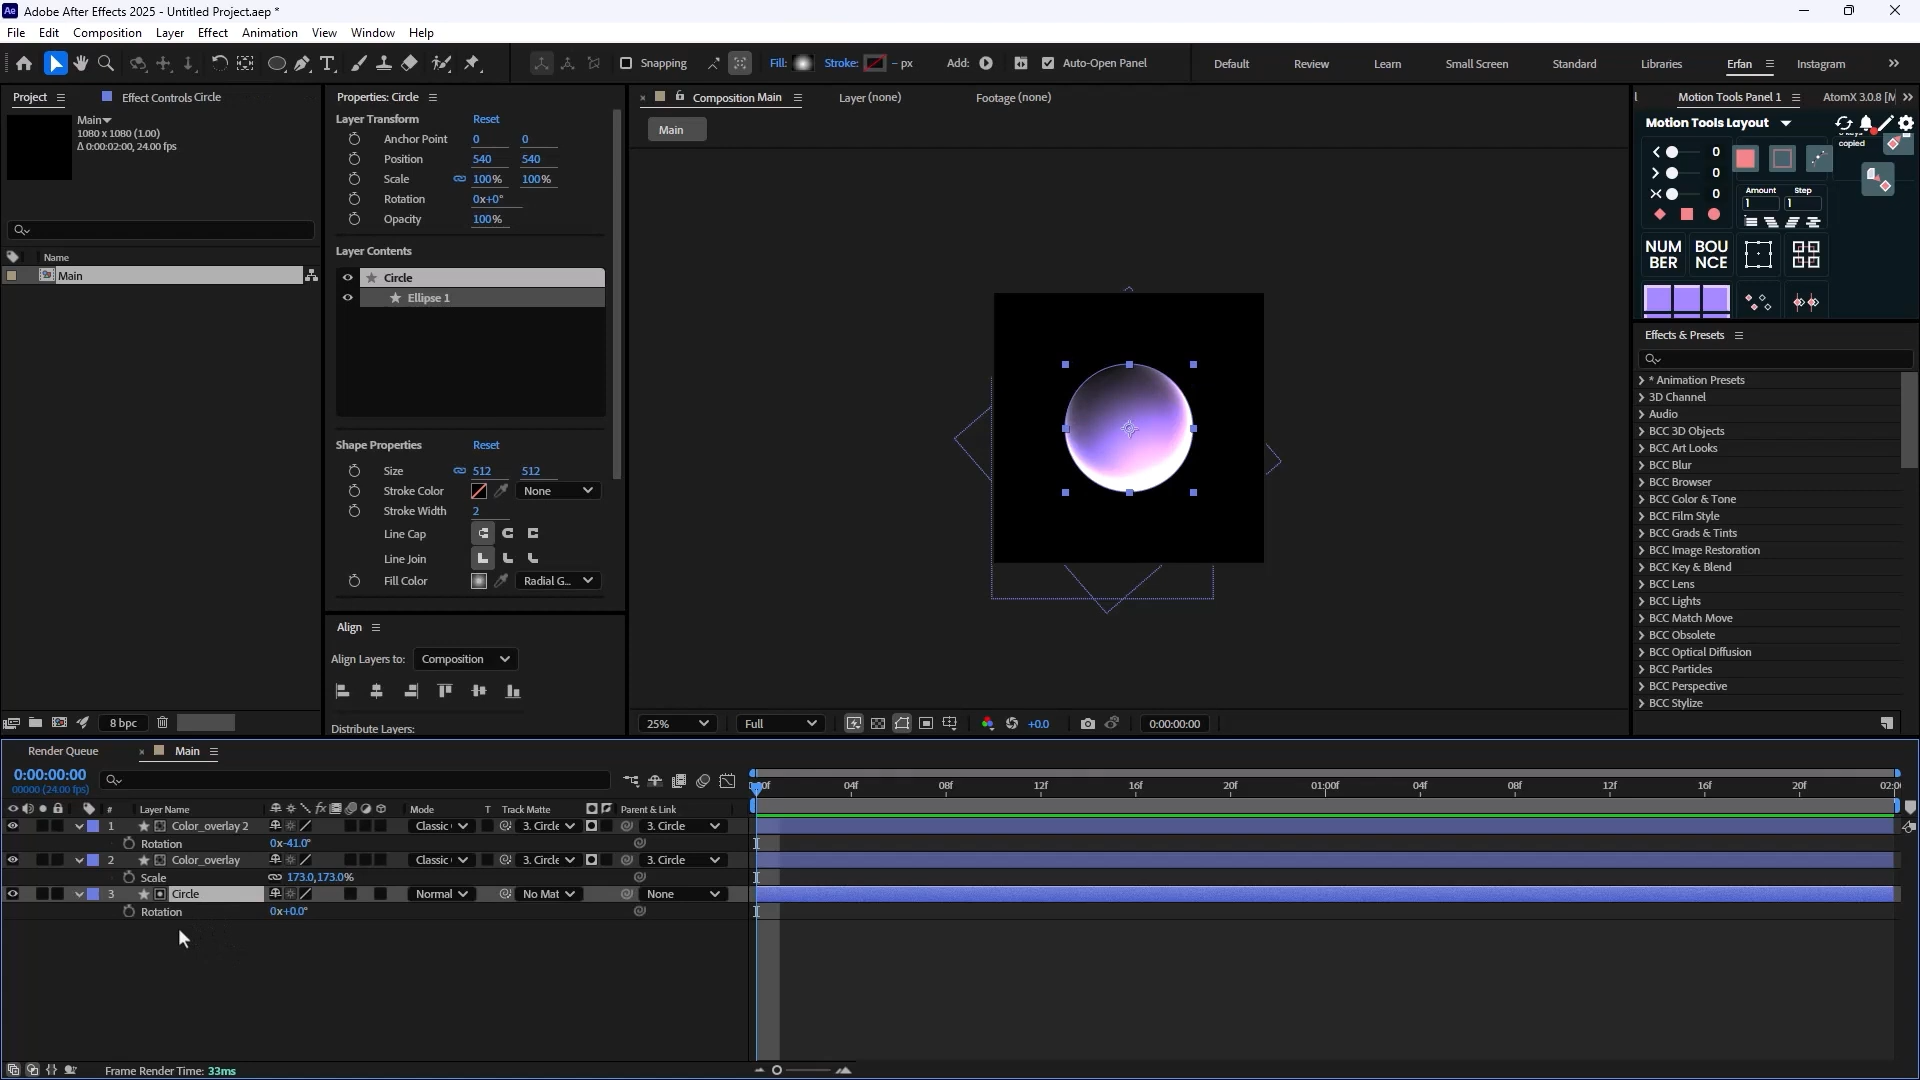 Adobe After Effects 2025 - Untitled Project.aep *
File Edit Composition Layer Effect Animation View Window Help
Snapping Fill: Stroke: - px Add: Auto-Open Panel Default Review Learn Small Screen Standard Libraries Erfan Instagram
Project Effect Controls Circle
Main
1080 x 1080 (1.00)
Δ 0:00:02:00, 24.00 fps
Name
Main
8 bpc
Properties: Circle
Layer Transform Reset
Anchor Point 0 0
Position 540 540
Scale 100% 100%
Rotation 0x+0°
Opacity 100%
Layer Contents
Circle
Ellipse 1
Shape Properties Reset
Size 512 512
Stroke Color None
Stroke Width 2
Line Cap
Line Join
Fill Color Radial G...
Align
Align Layers to: Composition
Distribute Layers:
Composition Main Layer (none) Footage (none)
Main
25% Full +0.0 0:00:00:00
Motion Tools Panel 1 AtomX 3.0.8 [M
Motion Tools Layout
copied
0
0
0
Amount Step
1 1
NUM
BER
BOU
NCE
Effects & Presets
* Animation Presets
3D Channel
Audio
BCC 3D Objects
BCC Art Looks
BCC Blur
BCC Browser
BCC Color & Tone
BCC Film Style
BCC Grads & Tints
BCC Image Restoration
BCC Key & Blend
BCC Lens
BCC Lights
BCC Match Move
BCC Obsolete
BCC Optical Diffusion
BCC Particles
BCC Perspective
BCC Stylize
Render Queue Main
0:00:00:00
00000 (24.00 fps)
04f 08f 12f 16f 20f 01:00f 04f 08f 12f 16f 20f
# Layer Name Mode T Track Matte Parent & Link
1 Color_overlay 2 Classic 3. Circle 3. Circle
Rotation 0x-41.0°
2 Color_overlay Classic 3. Circle 3. Circle
Scale 173.0,173.0%
3 Circle Normal No Mat None
Rotation 0x+0.0°
Frame Render Time: 33ms